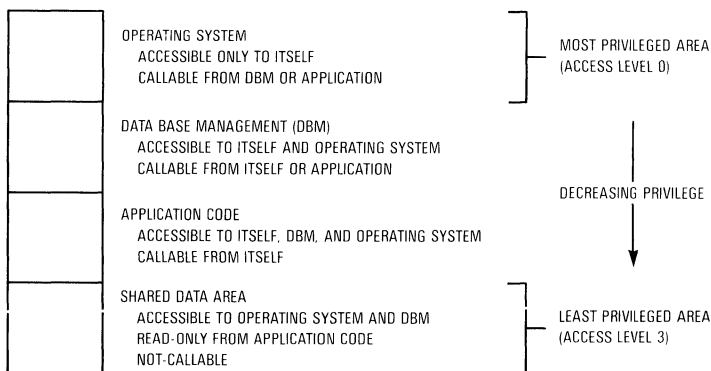 OPERATING SYSTEM
ACCESSIBLE ONLY TO ITSELF
CALLABLE FROM DBM OR APPLICATION
MOST PRIVILEGED AREA
(ACCESS LEVEL 0)
DATA BASE MANAGEMENT (DBM)
ACCESSIBLE TO ITSELF AND OPERATING SYSTEM
CALLABLE FROM ITSELF OR APPLICATION
DECREASING PRIVILEGE
APPLICATION CODE
ACCESSIBLE TO ITSELF, DBM, AND OPERATING SYSTEM
CALLABLE FROM ITSELF
SHARED DATA AREA
ACCESSIBLE TO OPERATING SYSTEM AND DBM
READ-ONLY FROM APPLICATION CODE
NOT-CALLABLE
LEAST PRIVILEGED AREA
(ACCESS LEVEL 3)